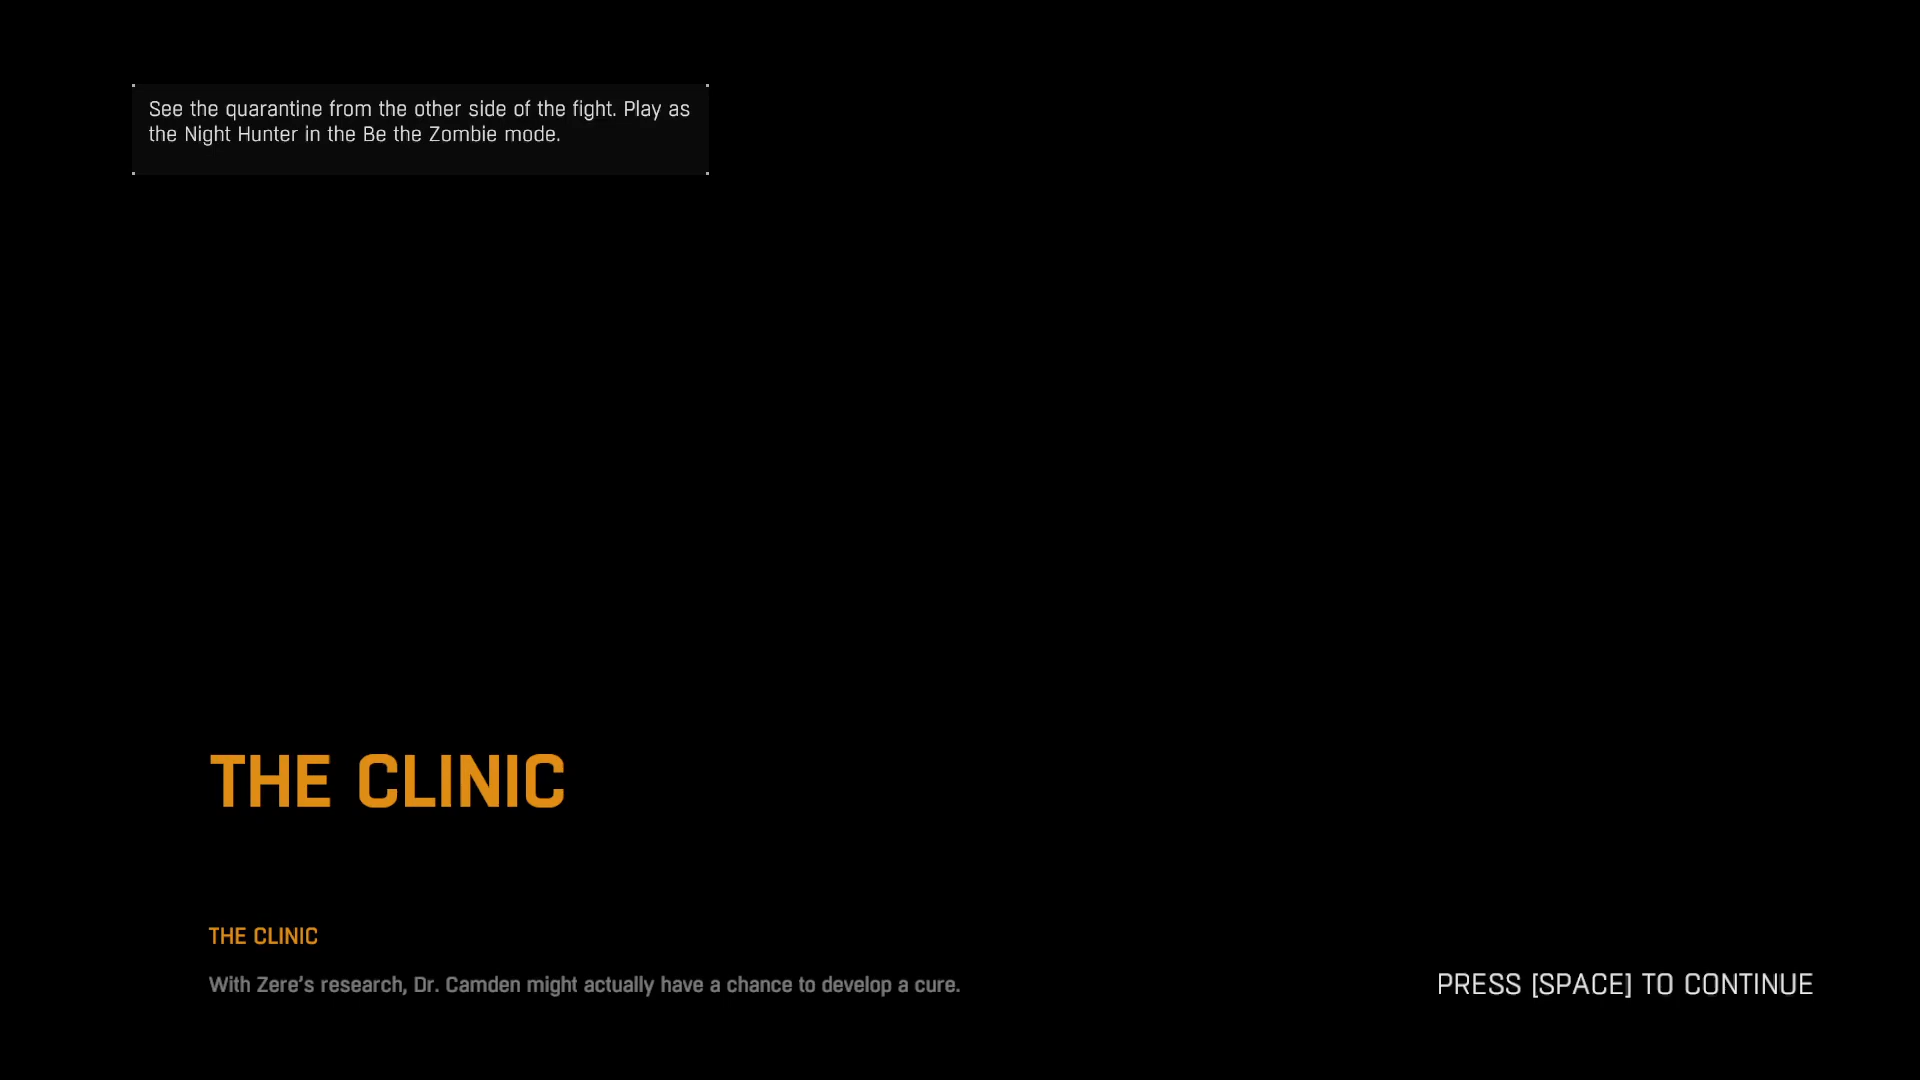 See the quarantine from the other side of the fight. Play as
the Night Hunter in the Be the Zombie mode.
THE CLINIC
THE CLINIC
With Zere's research, Dr. Camden might actually have a chance to develop a cure.
PRESS [SPACE] TO CONTINUE